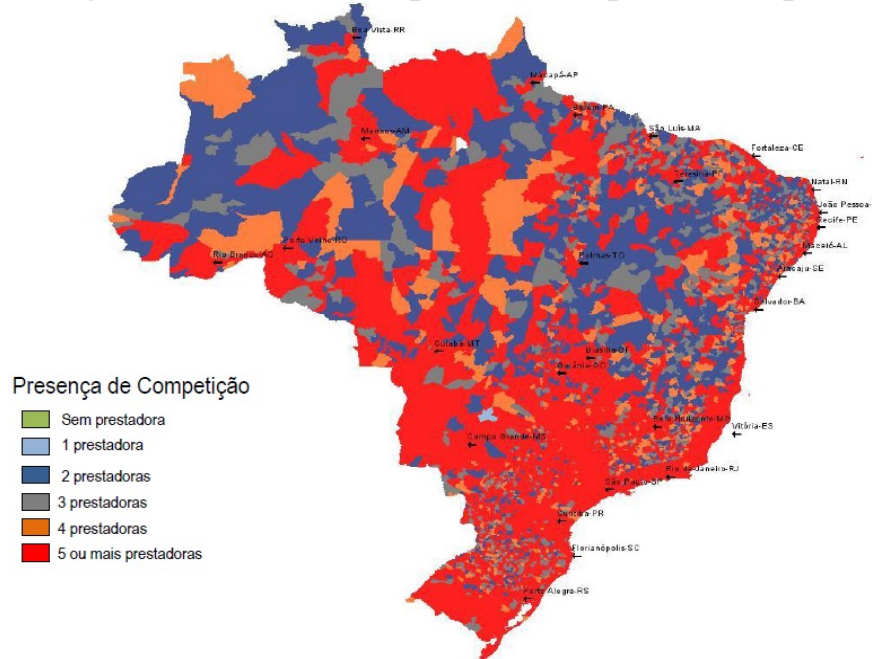 Boa Vista-RR
Macapá-AP
Belém-PA
São Luís-MA
Manaus-AM
Fortaleza-CE
Teresina-PI
Natal-RN
João Pessoa-
Recife-PE
Porto Velho-RO
Maceió-AL
Rio Branco-AC
Palmas-TO
Aracaju-SE
Salvador-BA
Cuiabá-MT
Brasília-DF
Goiânia-GO
Presença de Competição
Sem prestadora
1 prestadora
2 prestadoras
3 prestadoras
4 prestadoras
5 ou mais prestadoras
Belo Horizonte-MG
Vitória-ES
Campo Grande-MS
Rio de Janeiro-RJ
São Paulo-SP
Curitiba-PR
Florianópolis-SC
Porto Alegre-RS